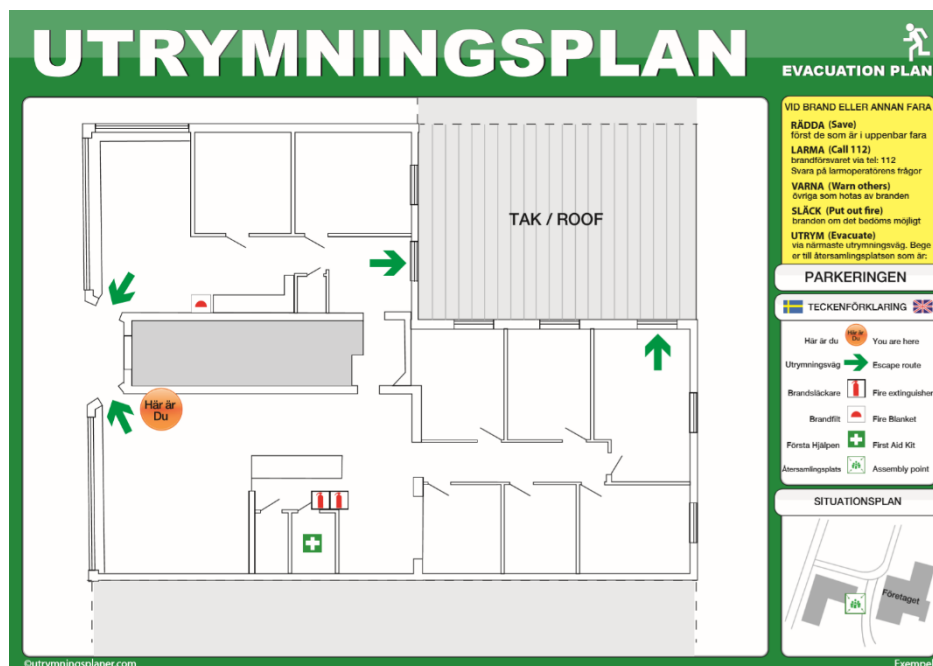 UTRYMNINGSPLAN
EVACUATION PLAN
VID BRAND ELLER ANNAN FARA
RÄDDA (Save)
först de som är i uppenbar fara
LARMA (Call 112)
brandförsvaret via tel: 112
Svara på larmoperatörens frågor
VARNA (Warn others)
övriga som hotas av branden
SLÄCK (Put out fire)
branden om det bedöms möjligt
UTRYM (Evacuate)
via närmaste utrymningsväg. Bege
er till återsamlingsplatsen som är:
PARKERINGEN
TECKENFÖRKLARING
Här är du Här är Du You are here
Utrymningsväg Escape route
Brandsläckare Fire extinguisher
Brandfilt Fire Blanket
Första Hjälpen First Aid Kit
Återsamlingsplats Assembly point
SITUATIONSPLAN
Företaget
TAK / ROOF
Här är
Du
©utrymningsplaner.com
Exempel